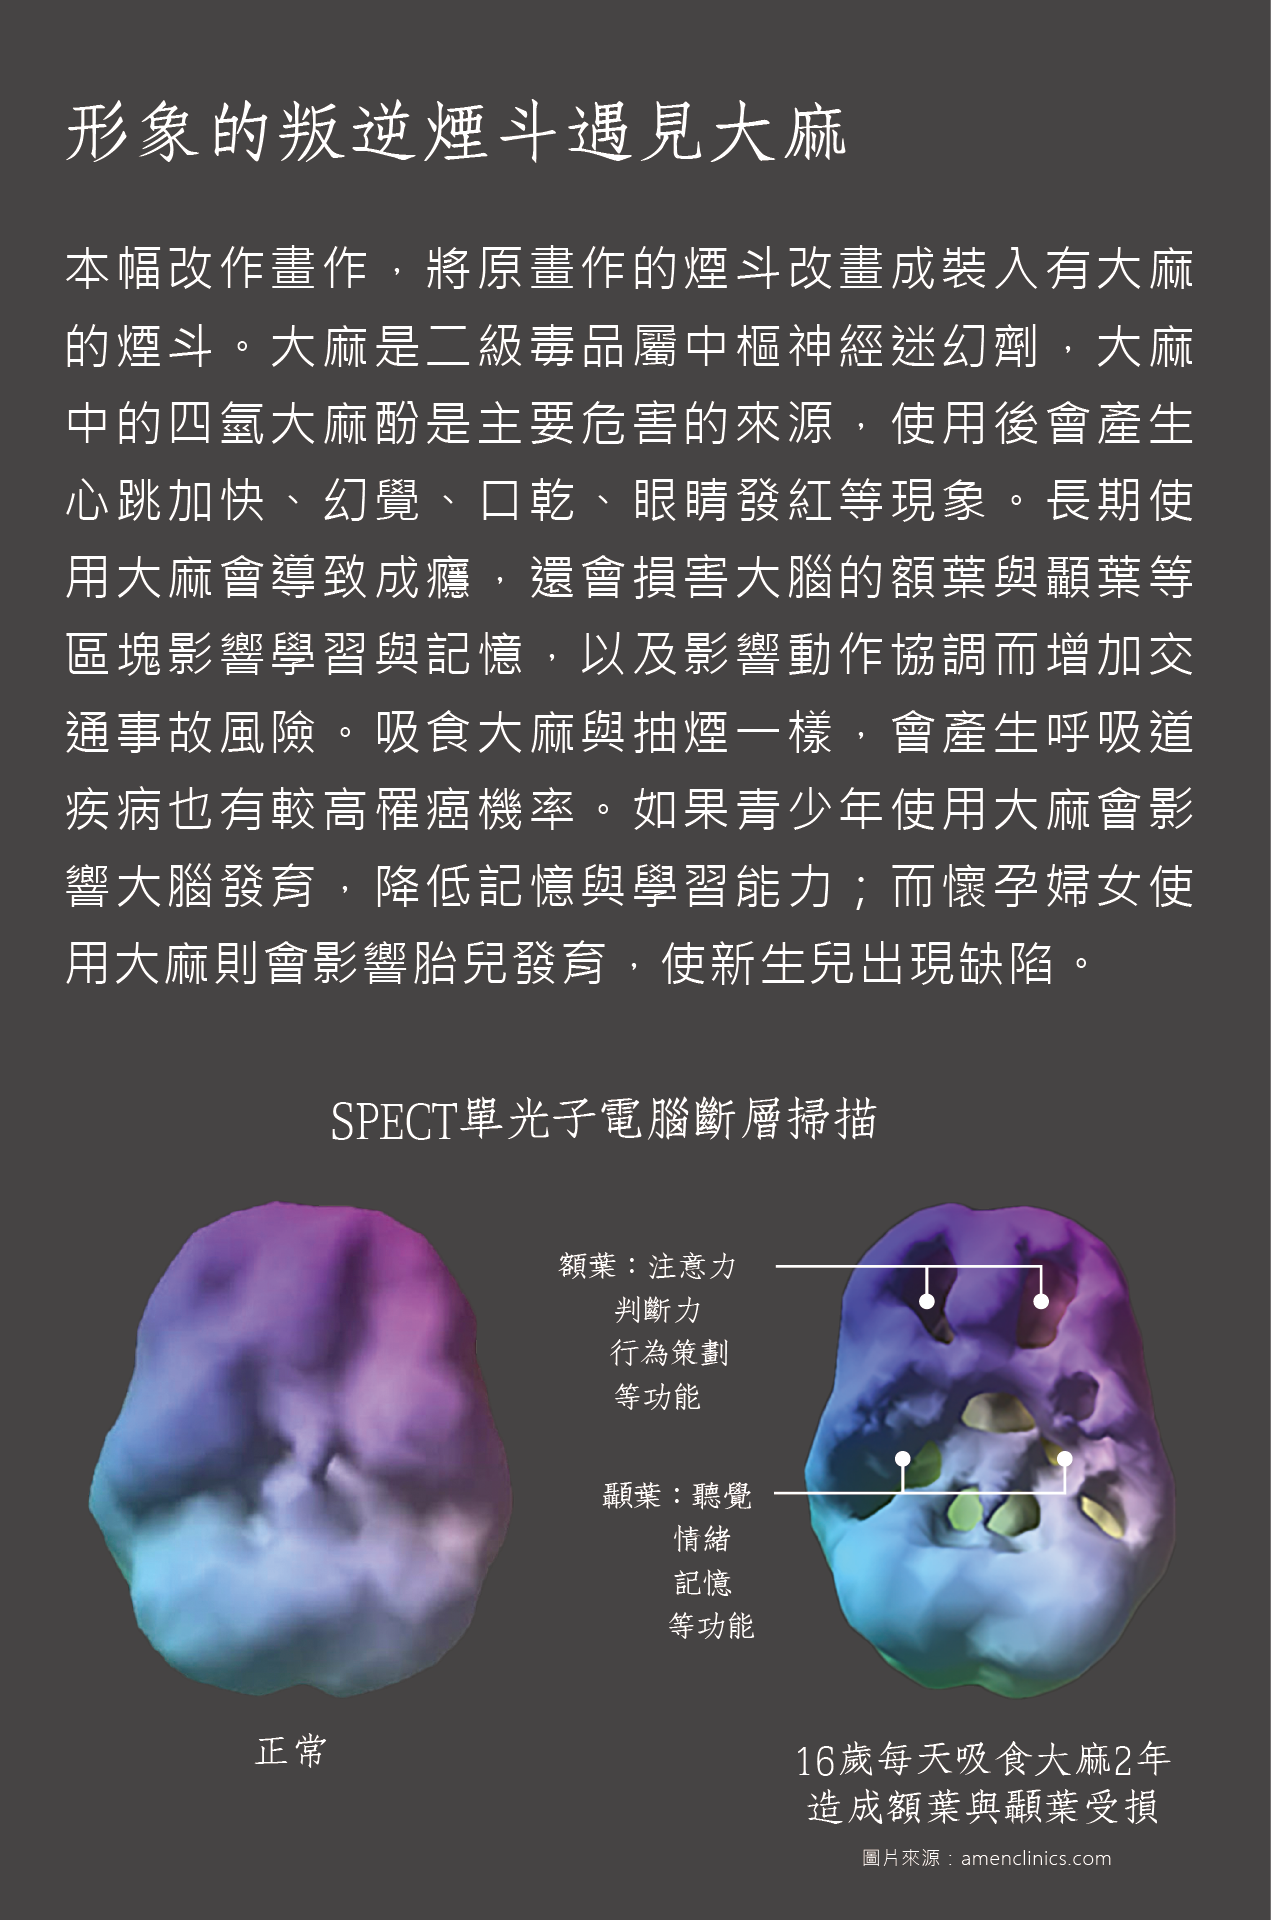 形象的叛逆煙斗遇見大麻
本幅改作畫作，將原畫作的煙斗改畫成裝入有大麻
的煙斗。大麻是二級毒品屬中樞神經迷幻劑，大麻
中的四氫大麻酚是主要危害的來源，使用後會產生
心跳加快、幻覺、口乾、眼睛發紅等現象。長期使
用大麻會導致成癮，還會損害大腦的額葉與顳葉等
區塊影響學習與記憶，以及影響動作協調而增加交
通事故風險。吸食大麻與抽煙一樣，會產生呼吸道
疾病也有較高罹癌機率。如果青少年使用大麻會影
響大腦發育，降低記憶與學習能力；而懷孕婦女使
用大麻則會影響胎兒發育，使新生兒出現缺陷。
SPECT單光子電腦斷層掃描
額葉：注意力
判斷力
行為策劃
等功能
顳葉：聽覺
情緒
記憶
等功能
正常
16歲每天吸食大麻2年
造成額葉與顳葉受損
圖片來源：amenclinics.com